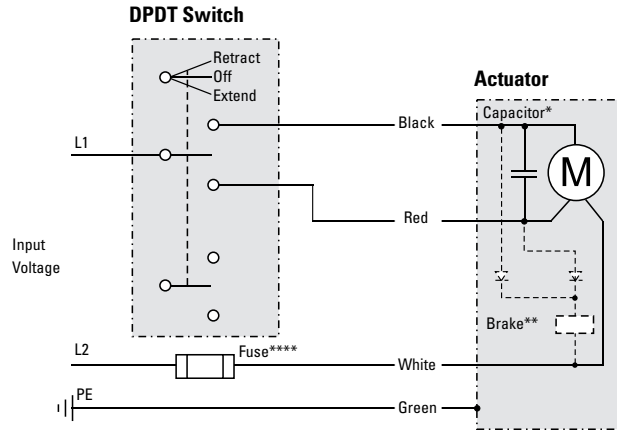 DPDT Switch
Retract
Off
Extend
Actuator
Capacitor*
Black
L1
M
Red
Input
Voltage
Brake**
L2
Fuse****
White
PE
Green